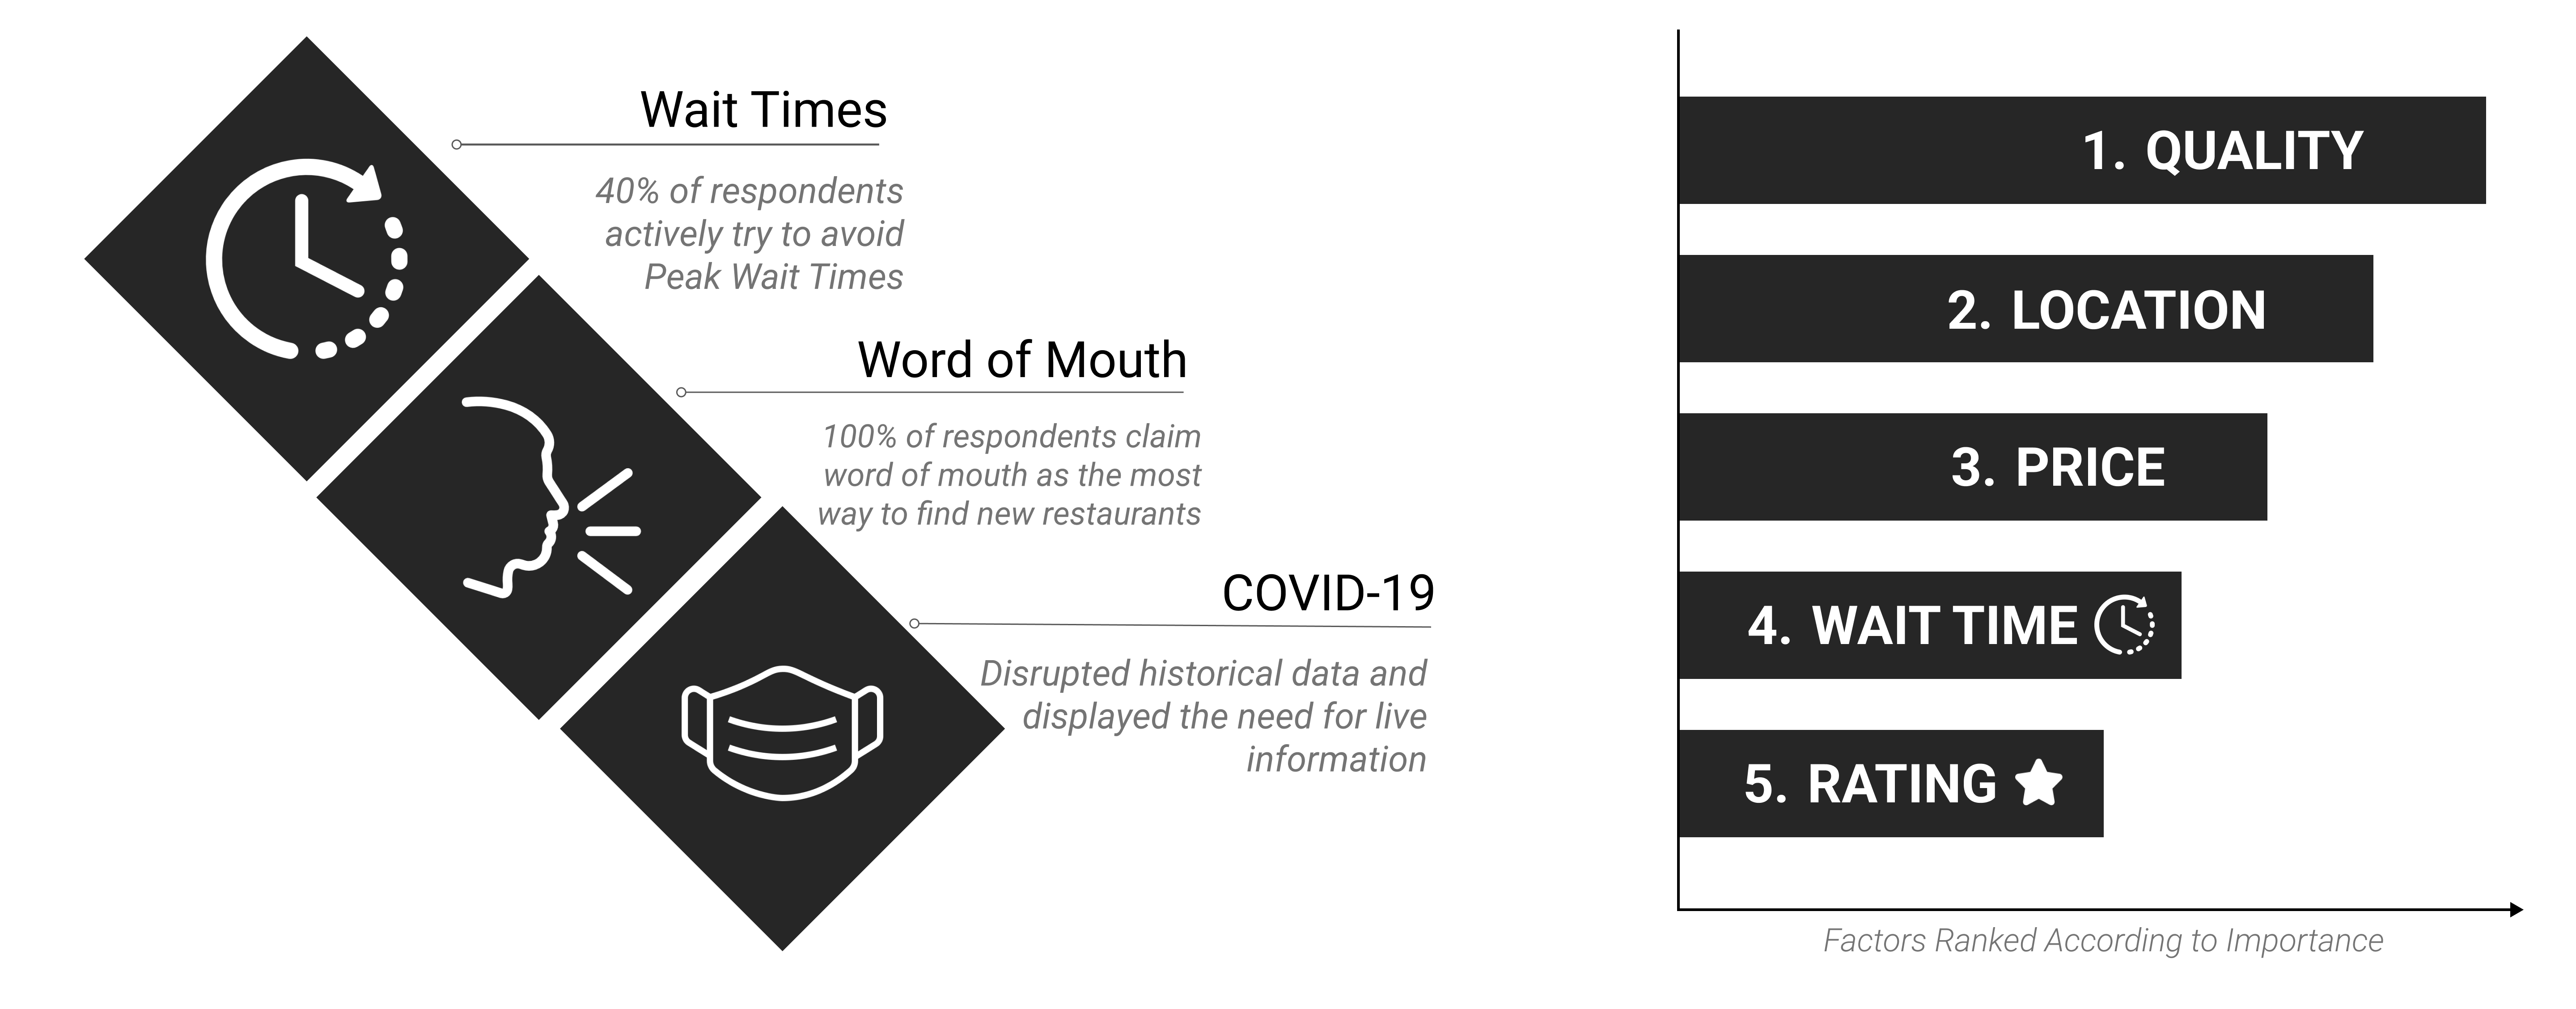 Wait Times
40% of respondents
actively try to avoid
Peak Wait Times
Word of Mouth
100% of respondents claim
word of mouth as the most
way to find new restaurants
COVID-19
Disrupted historical data and
displayed the need for live
information
1. QUALITY
2. LOCATION
3. PRICE
4. WAIT TIME
5. RATING
Factors Ranked According to Importance